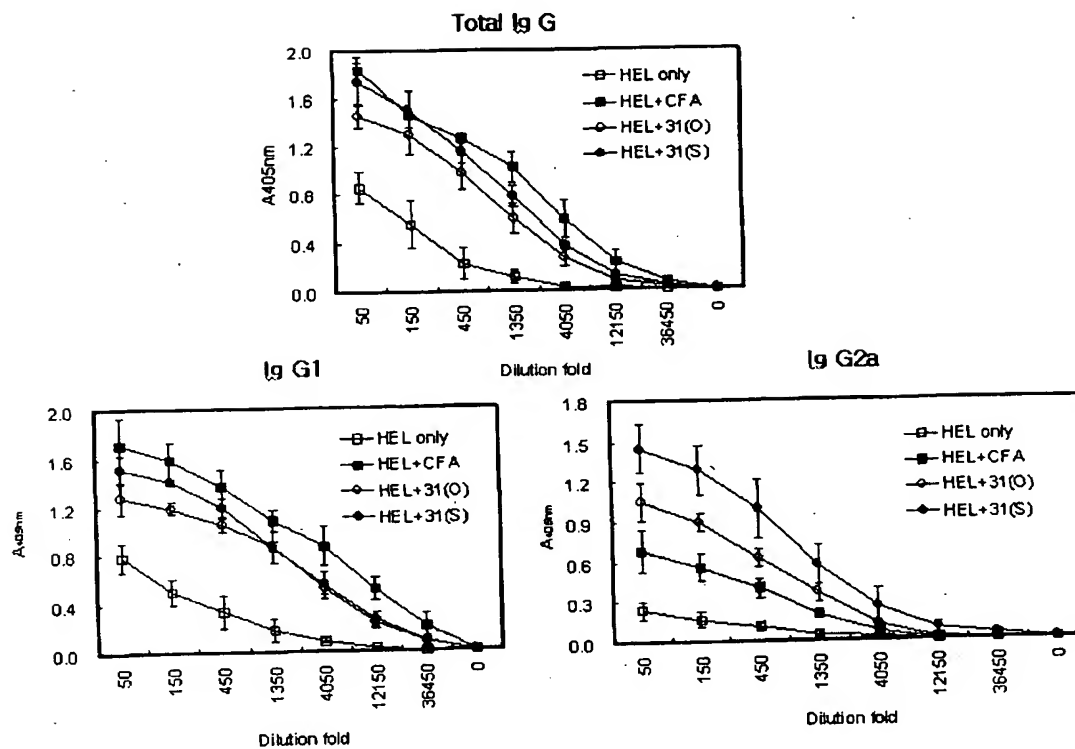 Total Ig G
2.0
1.6
1.2
0.8
0.4
0.0
A405nm
HEL only
HEL+CFA
HEL+31(O)
HEL+31(S)
50
150
450
1350
4050
12150
36450
0
Dilution fold
Ig G1
2.0
1.6
1.2
0.8
0.4
0.0
A405nm
HEL only
HEL+CFA
HEL+31(O)
HEL+31(S)
50
150
450
1350
4050
12150
36450
0
Dilution fold
Ig G2a
1.8
1.5
1.2
0.9
0.6
0.3
0.0
A405nm
HEL only
HEL+CFA
HEL+31(O)
HEL+31(S)
50
150
450
1350
4050
12150
36450
0
Dilution fold